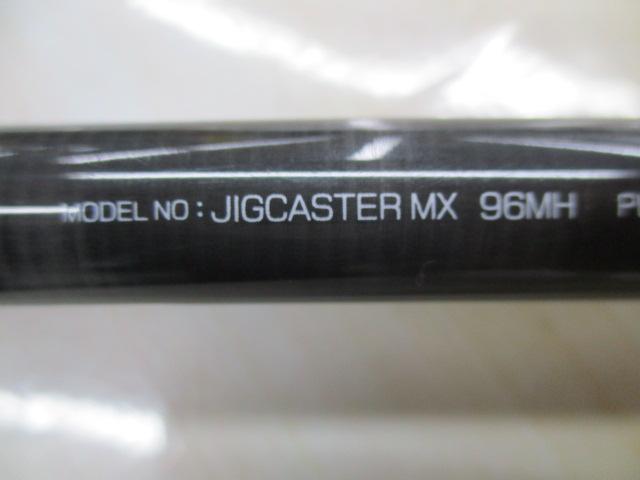 MODEL NO : JIGCASTER MX 96MH